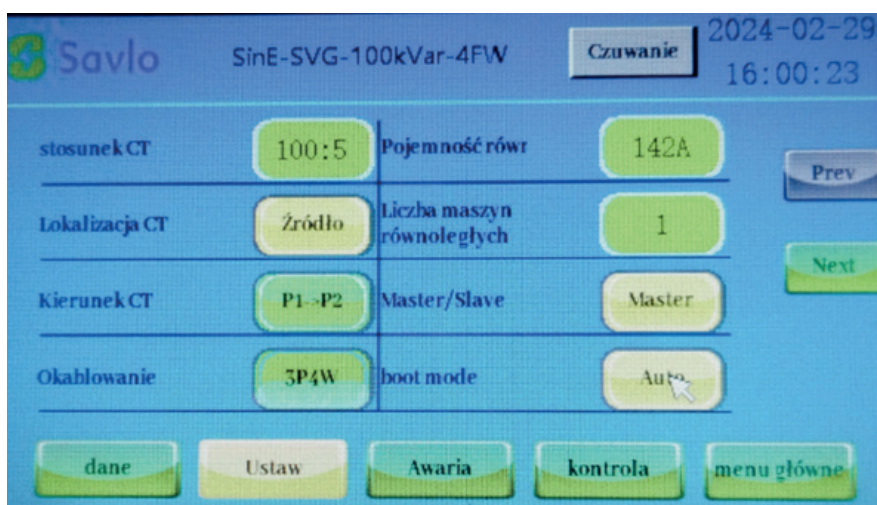 Savlo
SinE-SVG-100kVar-4FW
Czuwanie
2024-02-29
16:00:23
stosunek CT
100:5
Pojemność rówr
142A
Prev
Lokalizacja CT
Źródło
Liczba maszyn
równoległych
1
Next
Kierunek CT
P1->P2
Master/Slave
Master
Okablowanie
3P4W
boot mode
Auto
dane
Ustaw
Awaria
kontrola
menu główne